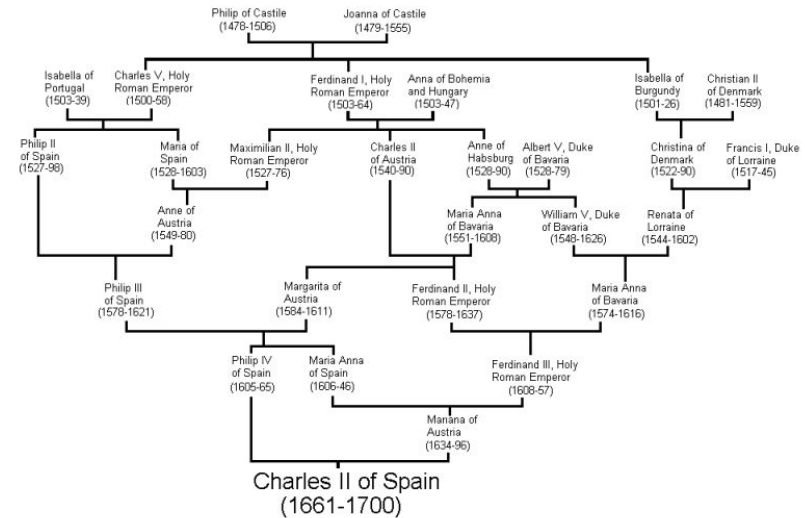 Philip of Castile
(1478-1506)
Joanna of Castile
(1479-1555)
Isabella of
Portugal
(1503-39)
Charles V, Holy
Roman Emperor
(1500-58)
Ferdinand I, Holy
Roman Emperor
(1503-64)
Anna of Bohemia
and Hungary
(1503-47)
Isabella of
Burgundy
(1501-26)
Christian II
of Denmark
(1481-1559)
Philip II
of Spain
(1527-98)
Maria of
Spain
(1528-1603)
Maximilian II, Holy
Roman Emperor
(1527-76)
Charles II
of Austria
(1540-90)
Anne of
Habsburg
(1528-90)
Albert V, Duke
of Bavaria
(1528-79)
Christina of
Denmark
(1522-90)
Francis I, Duke
of Lorraine
(1517-45)
Anne of
Austria
(1549-80)
Maria Anna
of Bavaria
(1551-1608)
William V, Duke
of Bavaria
(1548-1626)
Renata of
Lorraine
(1544-1602)
Philip III
of Spain
(1578-1621)
Margarita of
Austria
(1584-1611)
Ferdinand II, Holy
Roman Emperor
(1578-1637)
Maria Anna
of Bavaria
(1574-1616)
Philip IV
of Spain
(1605-65)
Maria Anna
of Spain
(1606-46)
Ferdinand III, Holy
Roman Emperor
(1608-57)
Mariana of
Austria
(1634-96)
Charles II of Spain
(1661-1700)